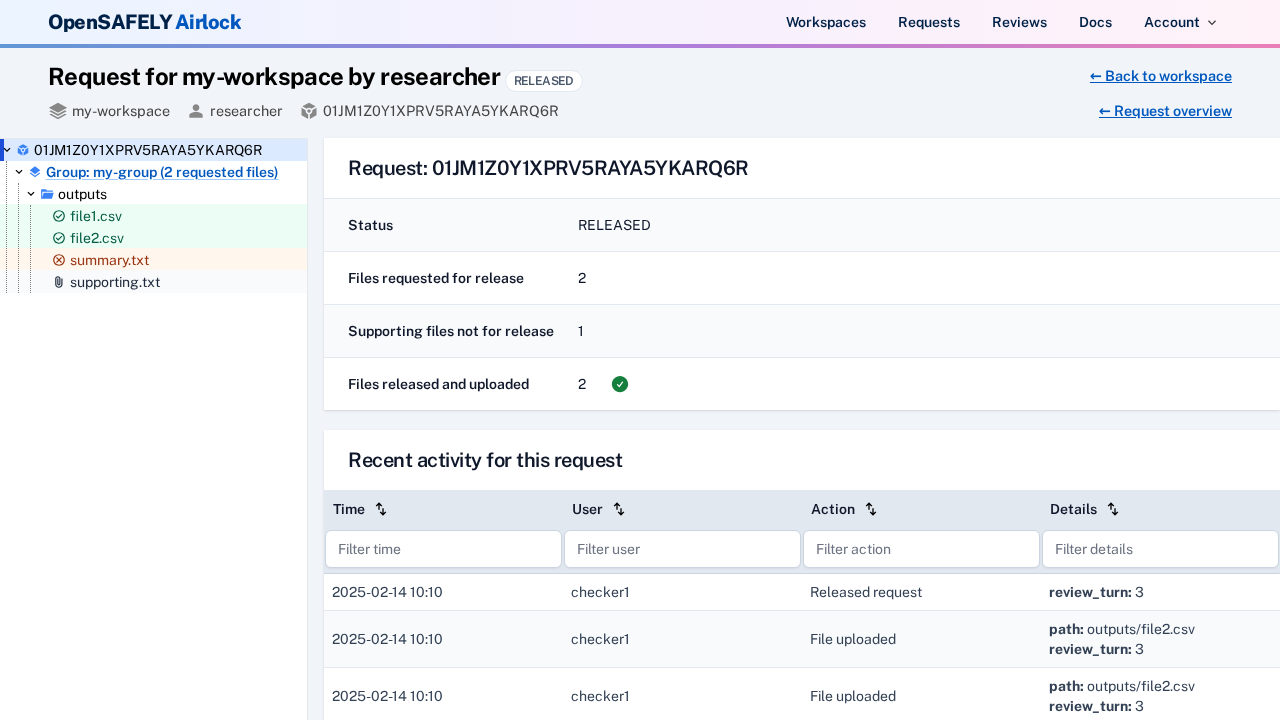 OpenSAFELY Airlock
Workspaces Requests Reviews Docs Account
Request for my-workspace by researcher RELEASED
← Back to workspace
my-workspace researcher 01JM1Z0Y1XPRV5RAYA5YKARQ6R
← Request overview
01JM1Z0Y1XPRV5RAYA5YKARQ6R
Group: my-group (2 requested files)
outputs
file1.csv
file2.csv
summary.txt
supporting.txt
Request: 01JM1Z0Y1XPRV5RAYA5YKARQ6R
Status RELEASED
Files requested for release 2
Supporting files not for release 1
Files released and uploaded 2
Recent activity for this request
Time User Action Details
Filter time Filter user Filter action Filter details
2025-02-14 10:10 checker1 Released request review_turn: 3
2025-02-14 10:10 checker1 File uploaded path: outputs/file2.csv
review_turn: 3
2025-02-14 10:10 checker1 File uploaded path: outputs/file2.csv
review_turn: 3